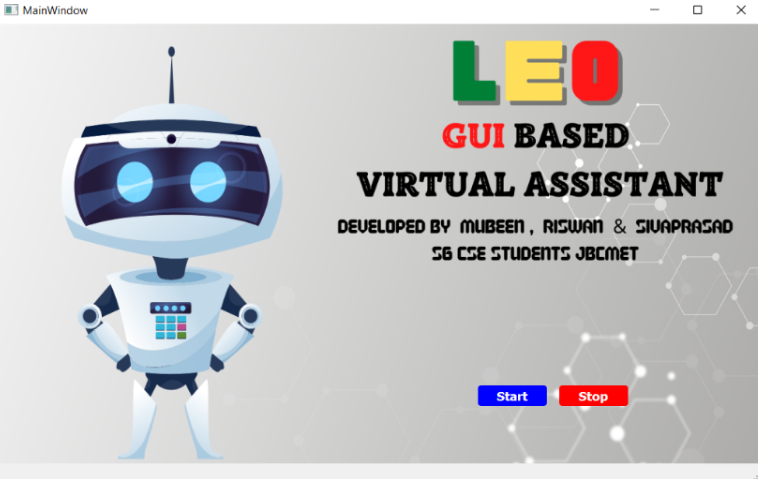 MainWindow
LEO
GUI BASED
VIRTUAL ASSISTANT
DEVELOPED BY MUBEEN , RISWAN & SIVAPRASAD
S6 CSE STUDENTS JBCMET
Start Stop